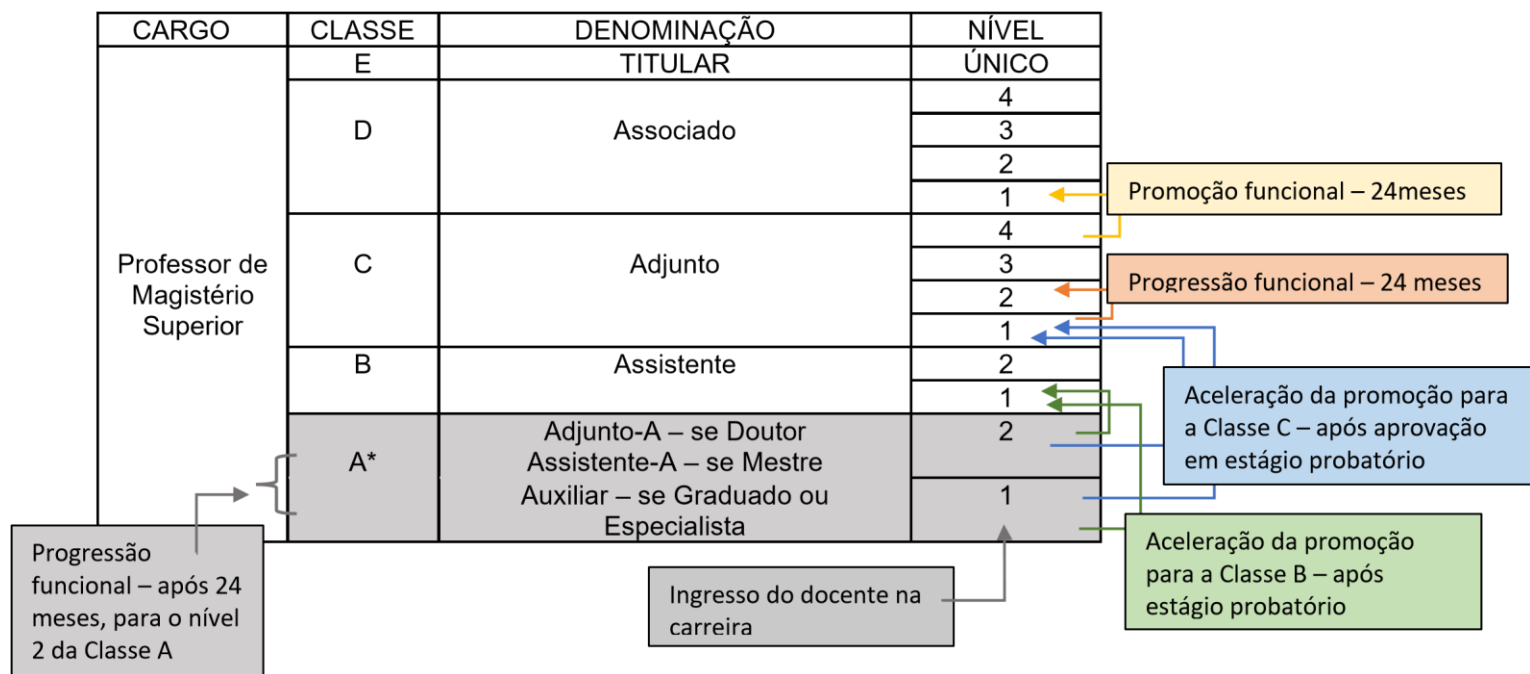 CARGO CLASSE DENOMINAÇÃO NÍVEL
E TITULAR ÚNICO
4
D Associado 3
2
1
Promoção funcional – 24meses
4
Professor de
Magistério
Superior
C Adjunto 3
2
Progressão funcional – 24 meses
1
B Assistente 2
1
Aceleração da promoção para
a Classe C – após aprovação
em estágio probatório
A*
Adjunto-A – se Doutor
Assistente-A – se Mestre
Auxiliar – se Graduado ou
Especialista
2
1
Aceleração da promoção
para a Classe B – após
estágio probatório
Progressão
funcional – após 24
meses, para o nível
2 da Classe A
Ingresso do docente na
carreira